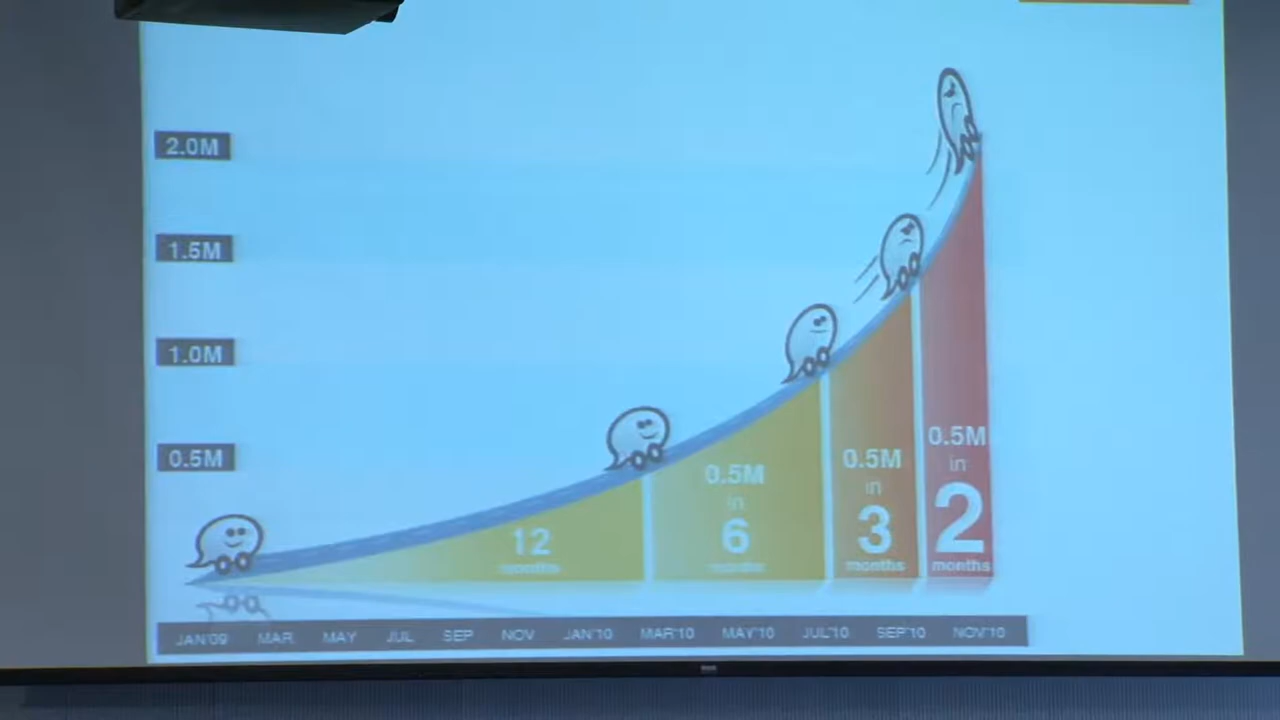 2.0M
1.5M
1.0M
0.5M
12
months
0.5M
in
6
months
0.5M
in
3
months
0.5M
in
2
months
JAN'09 MAR MAY JUL SEP NOV JAN'10 MAR'10 MAY'10 JUL'10 SEP'10 NOV'10